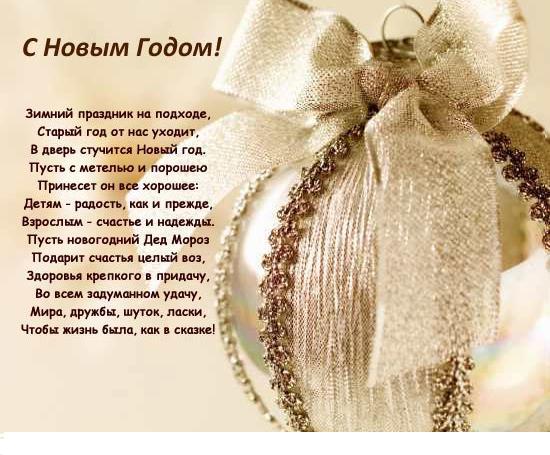 С Новым Годом!
Зимний праздник на подходе,
Старый год от нас уходит,
В дверь стучится Новый год.
Пусть с метелью и порошею
Принесет он все хорошее:
Детям - радость, как и прежде,
Взрослым - счастье и надежды.
Пусть новогодний Дед Мороз
Подарит счастья целый воз,
Здоровья крепкого в придачу,
Во всем задуманном удачу,
Мира, дружбы, шуток, ласки,
Чтобы жизнь была, как в сказке!